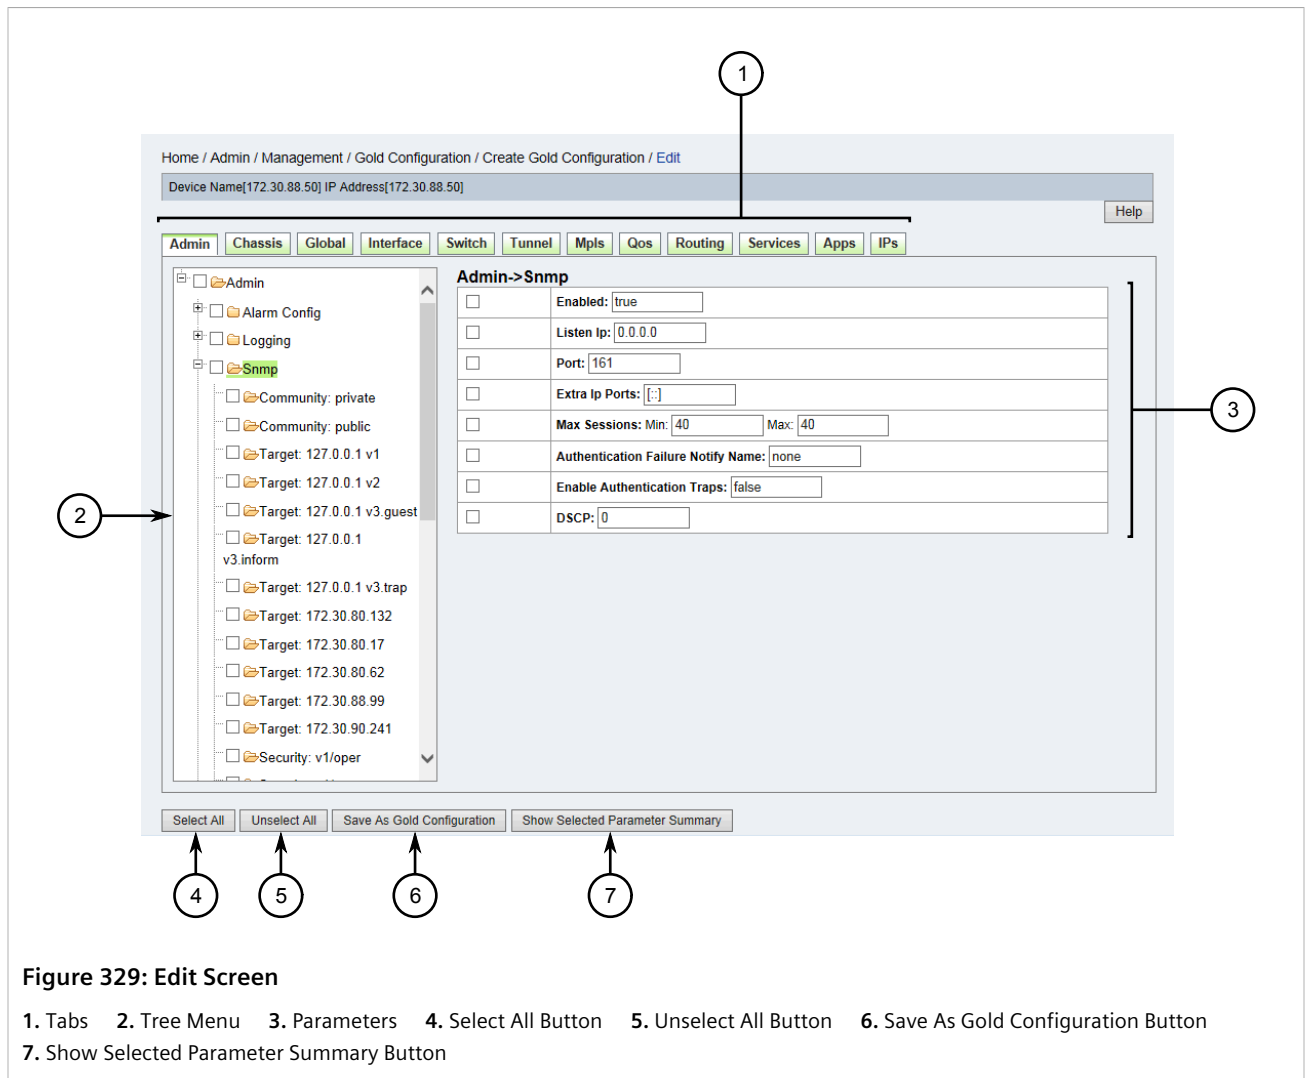 1
Home / Admin / Management / Gold Configuration / Create Gold Configuration / Edit
Device Name[172.30.88.50] IP Address[172.30.88.50]
Help
Admin Chassis Global Interface Switch Tunnel Mpls Qos Routing Services Apps IPs
Admin
Alarm Config
Logging
Snmp
Community: private
Community: public
Target: 127.0.0.1 v1
Target: 127.0.0.1 v2
Target: 127.0.0.1 v3.guest
Target: 127.0.0.1
v3.inform
Target: 127.0.0.1 v3.trap
Target: 172.30.80.132
Target: 172.30.80.17
Target: 172.30.80.62
Target: 172.30.88.99
Target: 172.30.90.241
Security: v1/oper
Admin->Snmp
Enabled: true
Listen Ip: 0.0.0.0
Port: 161
Extra Ip Ports: [::]
Max Sessions: Min: 40 Max: 40
Authentication Failure Notify Name: none
Enable Authentication Traps: false
DSCP: 0
3
2
Select All Unselect All Save As Gold Configuration Show Selected Parameter Summary
4 5 6 7
Figure 329: Edit Screen
1. Tabs 2. Tree Menu 3. Parameters 4. Select All Button 5. Unselect All Button 6. Save As Gold Configuration Button
7. Show Selected Parameter Summary Button